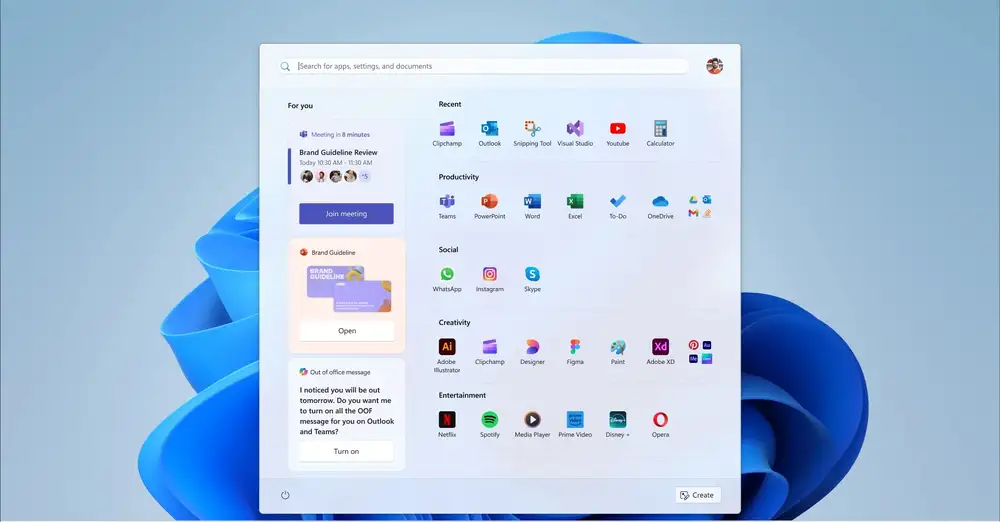 Search for apps, settings, and documents
For you
Meeting in 8 minutes
Brand Guideline Review
Today 10:30 AM - 11:30 AM
+5
Join meeting
Brand Guideline
BRAND
GUIDELINE
Open
Out of office message
I noticed you will be out
tomorrow. Do you want me
to turn on all the OOF
message for you on Outlook
and Teams?
Turn on
Recent
Clipchamp Outlook Snipping Tool Visual Studio Youtube Calculator
Productivity
Teams PowerPoint Word Excel To-Do OneDrive
Social
WhatsApp Instagram Skype
Creativity
Ai Xd Au
Me
Adobe Illustrator Clipchamp Designer Figma Paint Adobe XD
Entertainment
Netflix Spotify Media Player Prime Video Disney + Opera
Create